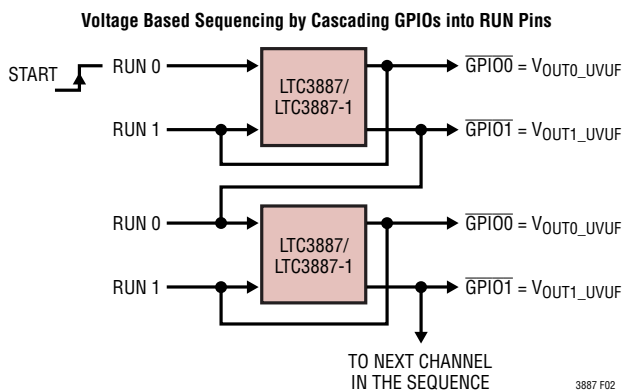 Voltage Based Sequencing by Cascading GPIOs into RUN Pins
START
RUN 0
LTC3887/
LTC3887-1
GPIO0 = VOUT0_UVUF
RUN 1
GPIO1 = VOUT1_UVUF
RUN 0
LTC3887/
LTC3887-1
GPIO0 = VOUT0_UVUF
RUN 1
GPIO1 = VOUT1_UVUF
TO NEXT CHANNEL
IN THE SEQUENCE
3887 F02